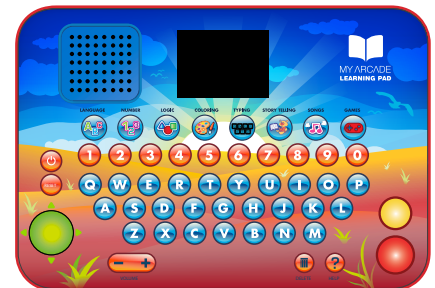 MY ARCADE
LEARNING PAD
LANGUAGE NUMBER LOGIC COLORING TYPING STORY TELLING SONGS GAMES
1 2 3 4 5 6 7 8 9 0
Q W E R T Y U I O P
A S D F G H J K L
Z X C V B N M